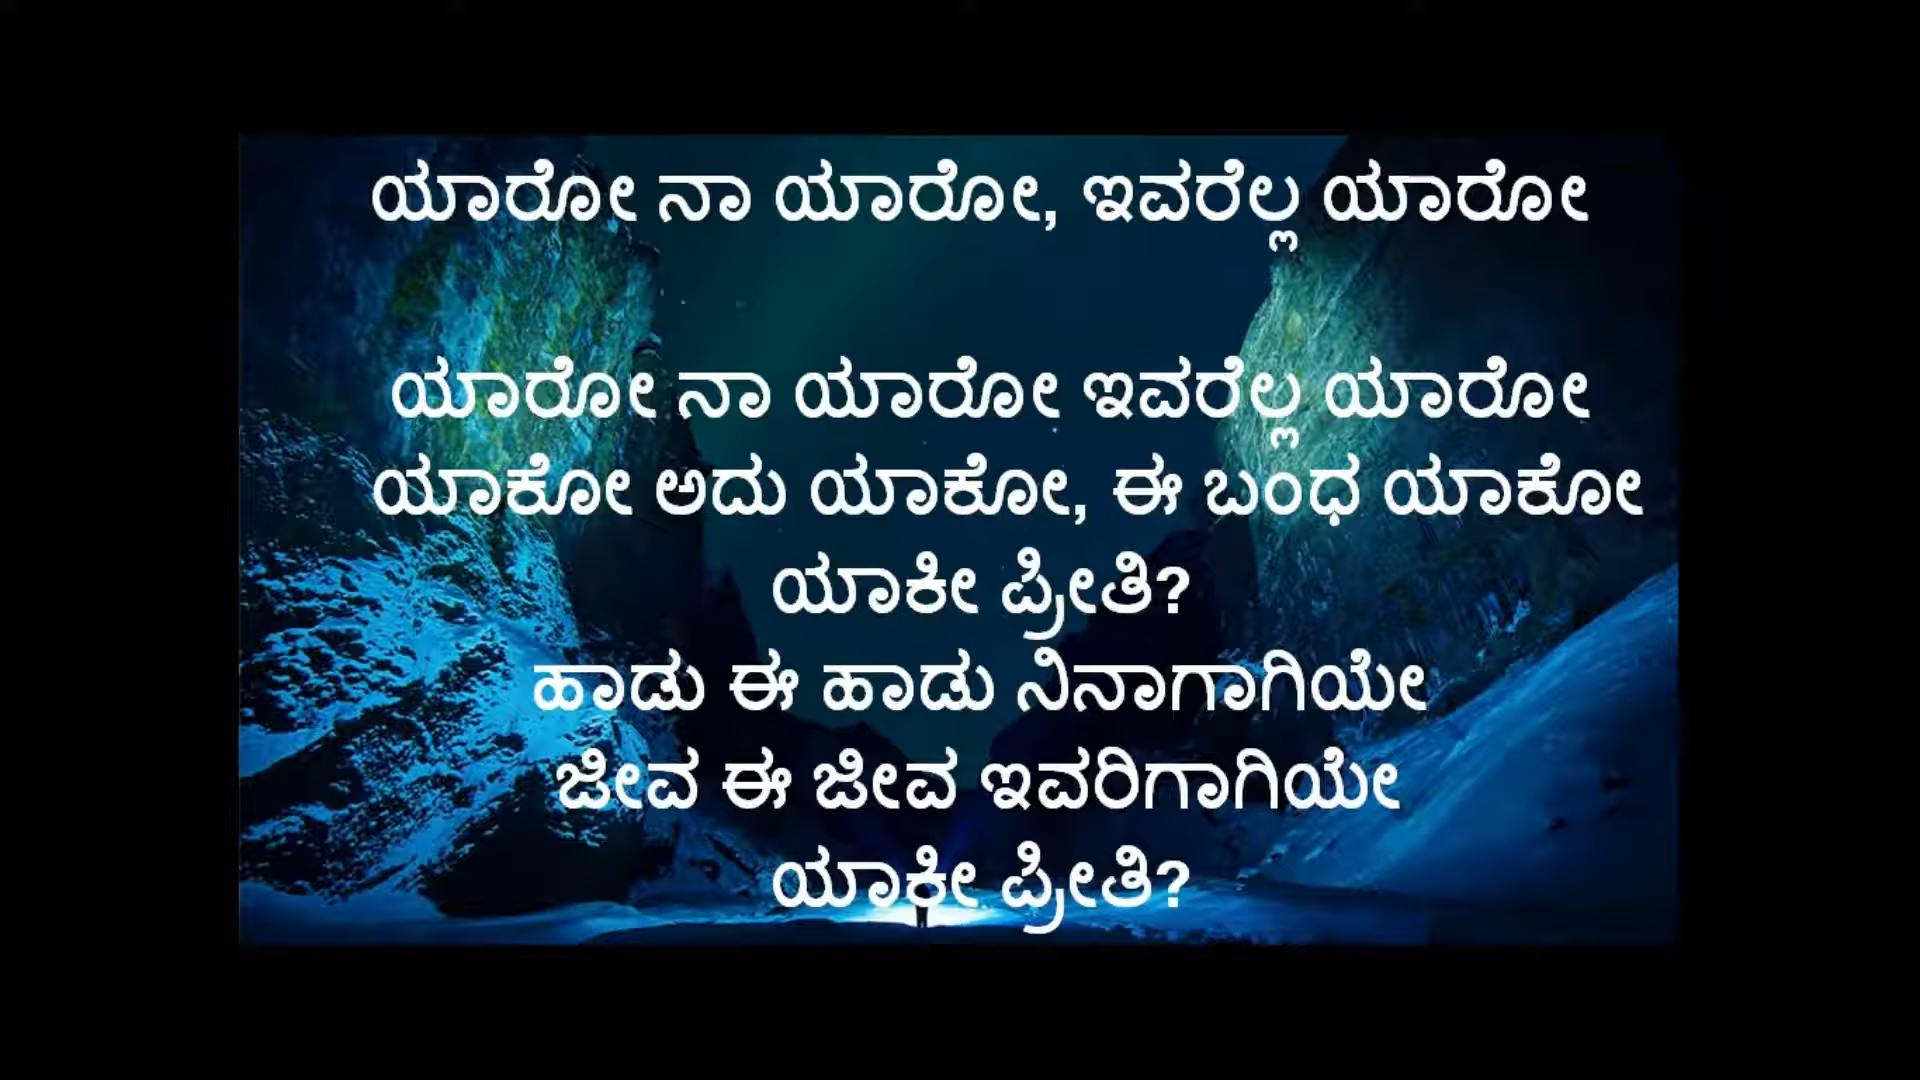 ಯಾರೋ ನಾ ಯಾರೋ, ಇವರೆಲ್ಲ ಯಾರೋ
ಯಾರೋ ನಾ ಯಾರೋ ಇವರೆಲ್ಲ ಯಾರೋ
ಯಾಕೋ ಅದು ಯಾಕೋ, ಈ ಬಂಧ ಯಾಕೋ
ಯಾಕೀ ಪ್ರೀತಿ?
ಹಾಡು ಈ ಹಾಡು ನಿನಾಗಾಗಿಯೇ
ಜೀವ ಈ ಜೀವ ಇವರಿಗಾಗಿಯೇ
ಯಾಕೀ ಪ್ರೀತಿ?